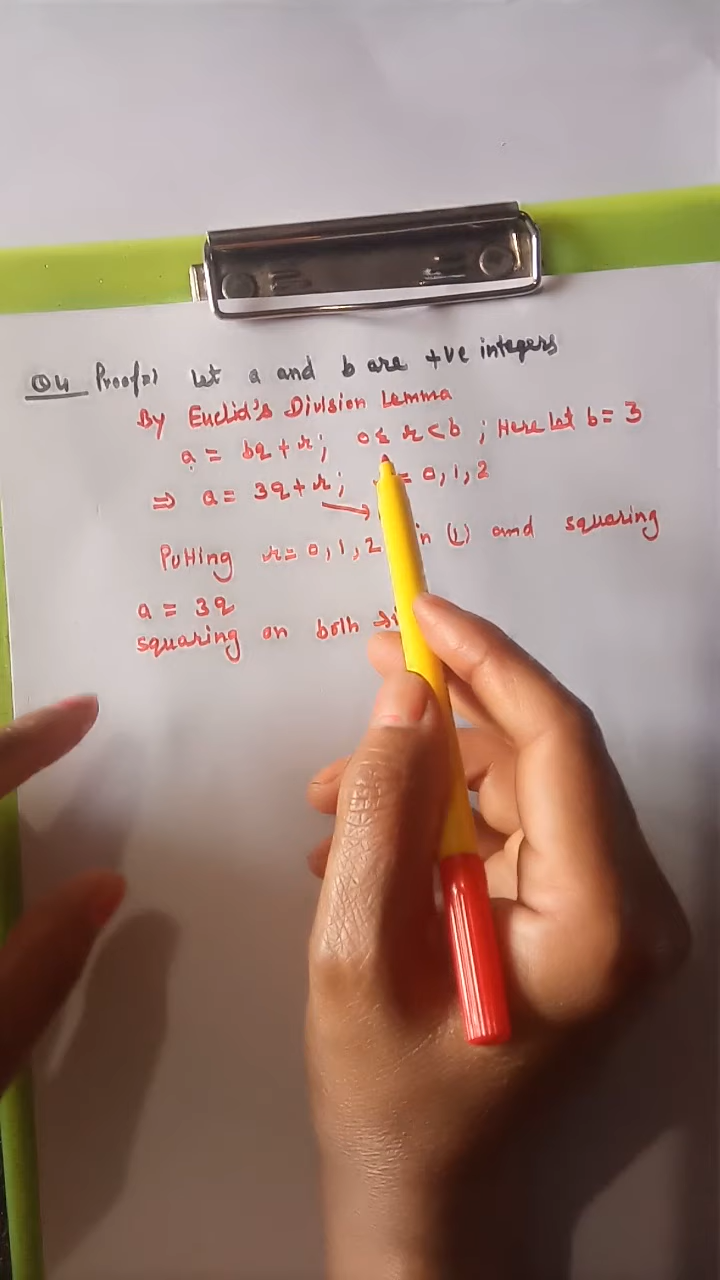 Q4 Proof(:) Let a and b are +ve integers
By Euclid's Division Lemma
a = bq + r; 0 ≤ r < b ; Here Let b = 3
⇒ a = 3q + r; = 0, 1, 2
Putting r = 0, 1, 2 in (1) and squaring
a = 3q
squaring on both